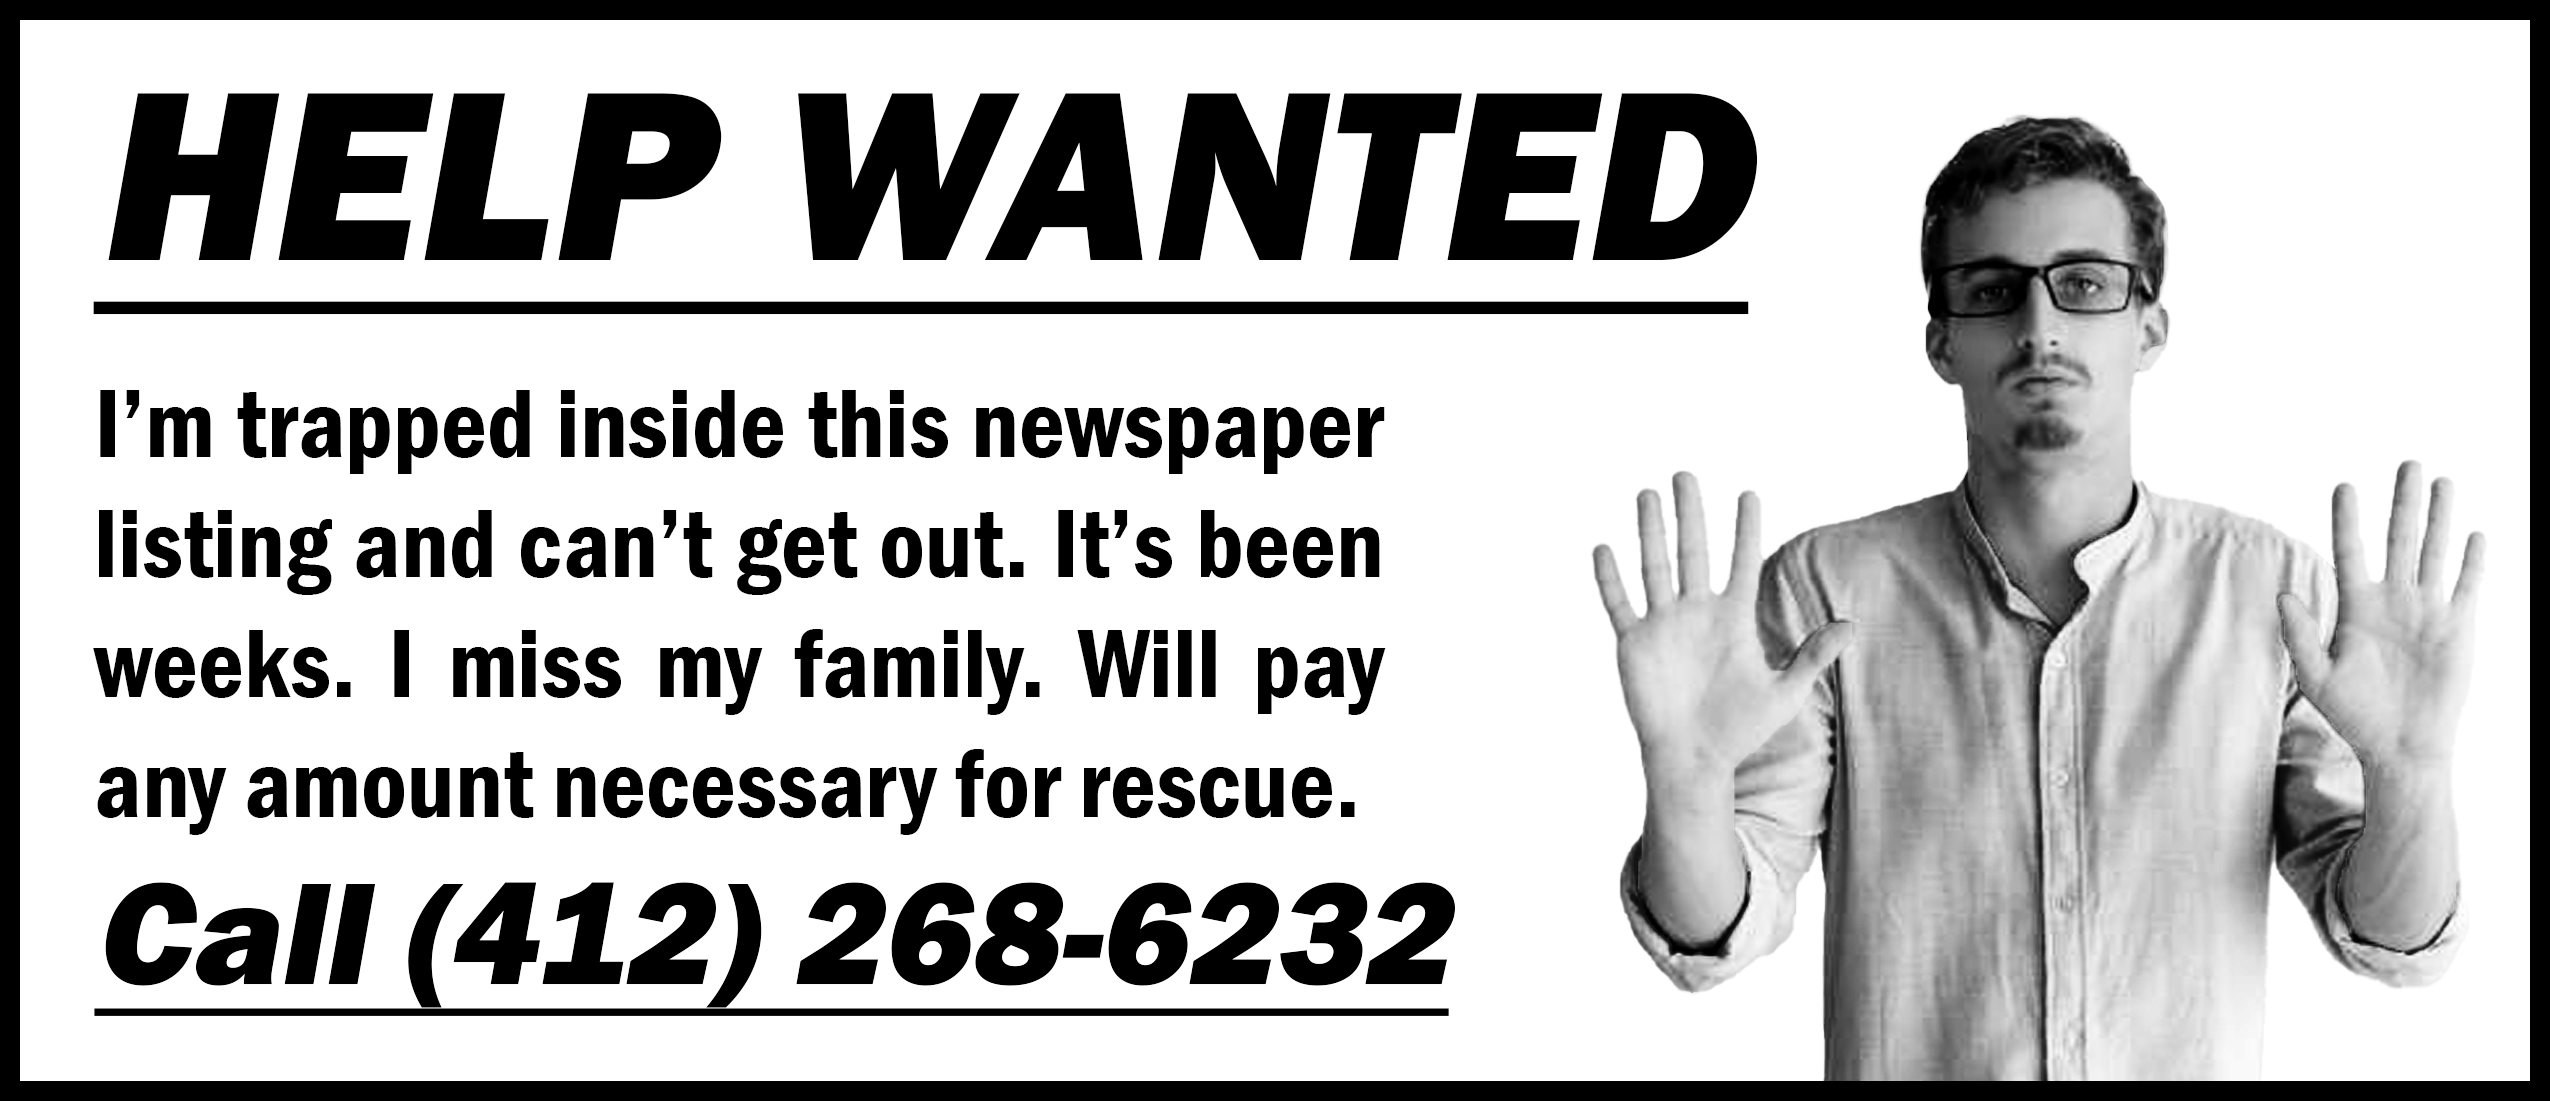 HELP WANTED
I’m trapped inside this newspaper
listing and can’t get out. It’s been
weeks. I miss my family. Will pay
any amount necessary for rescue.
Call (412) 268-6232